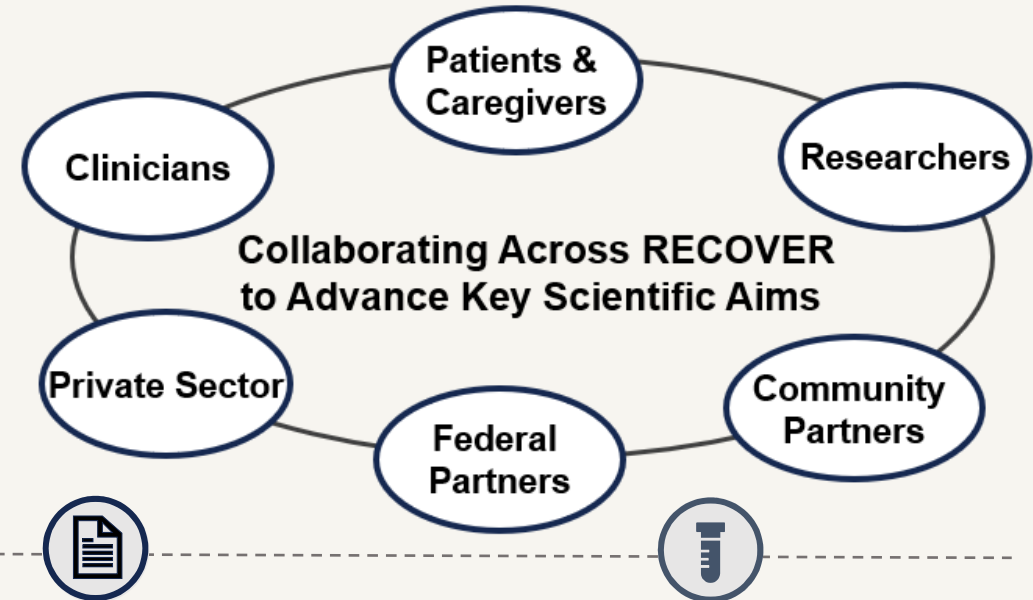 Patients &
Caregivers
Clinicians
Researchers
Collaborating Across RECOVER
to Advance Key Scientific Aims
Private Sector
Community
Partners
Federal
Partners